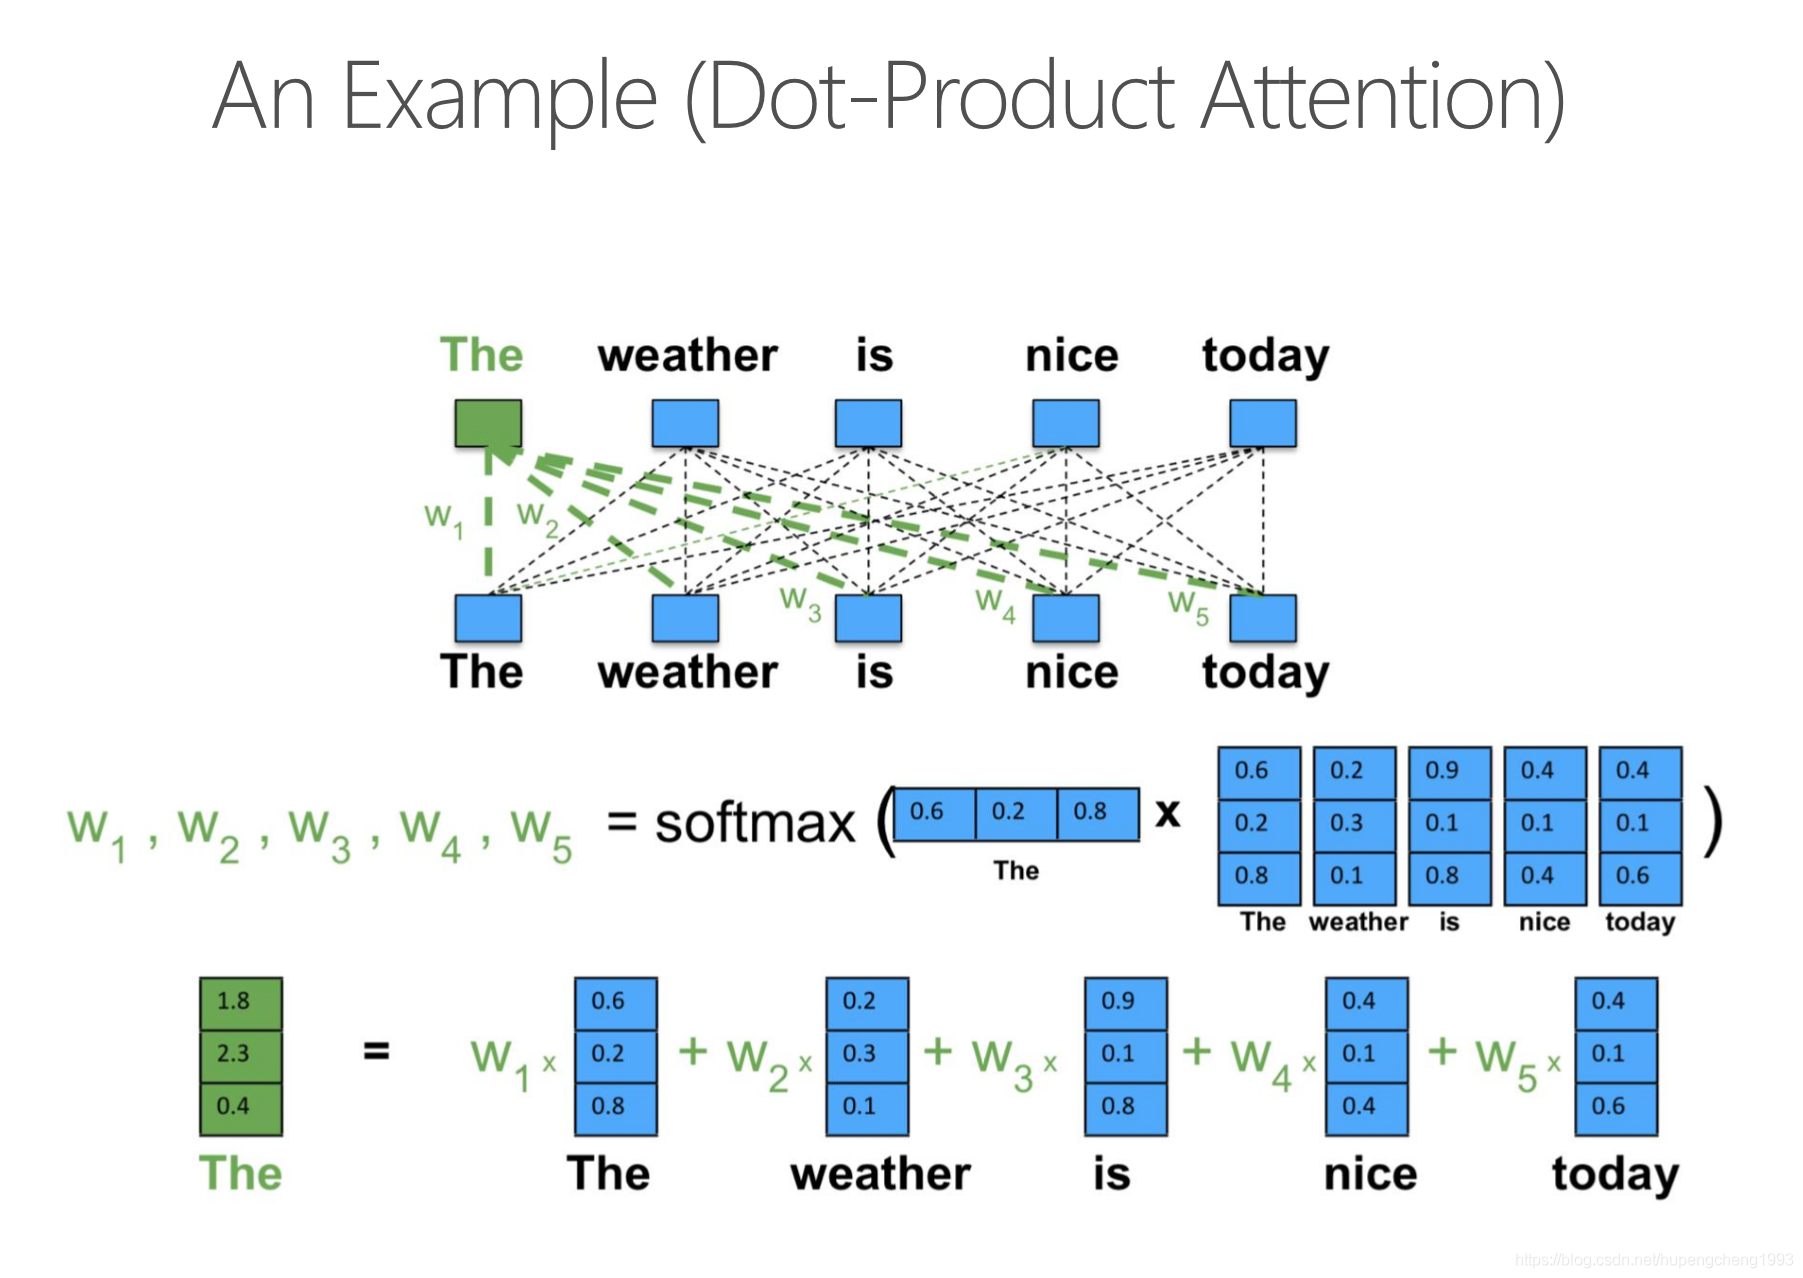 An Example (Dot-Product Attention)
The weather is nice today
w1 w2
w3 w4 w5
The weather is nice today
0.6 0.2 0.9 0.4 0.4
w1 , w2 , w3 , w4 , w5 = softmax ( 0.6 0.2 0.8 x 0.2 0.3 0.1 0.1 0.1 )
0.8 0.1 0.8 0.4 0.6
The
The weather is nice today
1.8 0.6 0.2 0.9 0.4 0.4
2.3 = w1 x 0.2 + w2 x 0.3 + w3 x 0.1 + w4 x 0.1 + w5 x 0.1
0.4 0.8 0.1 0.8 0.4 0.6
The The weather is nice today
https://blog.csdn.net/hupengcheng1993